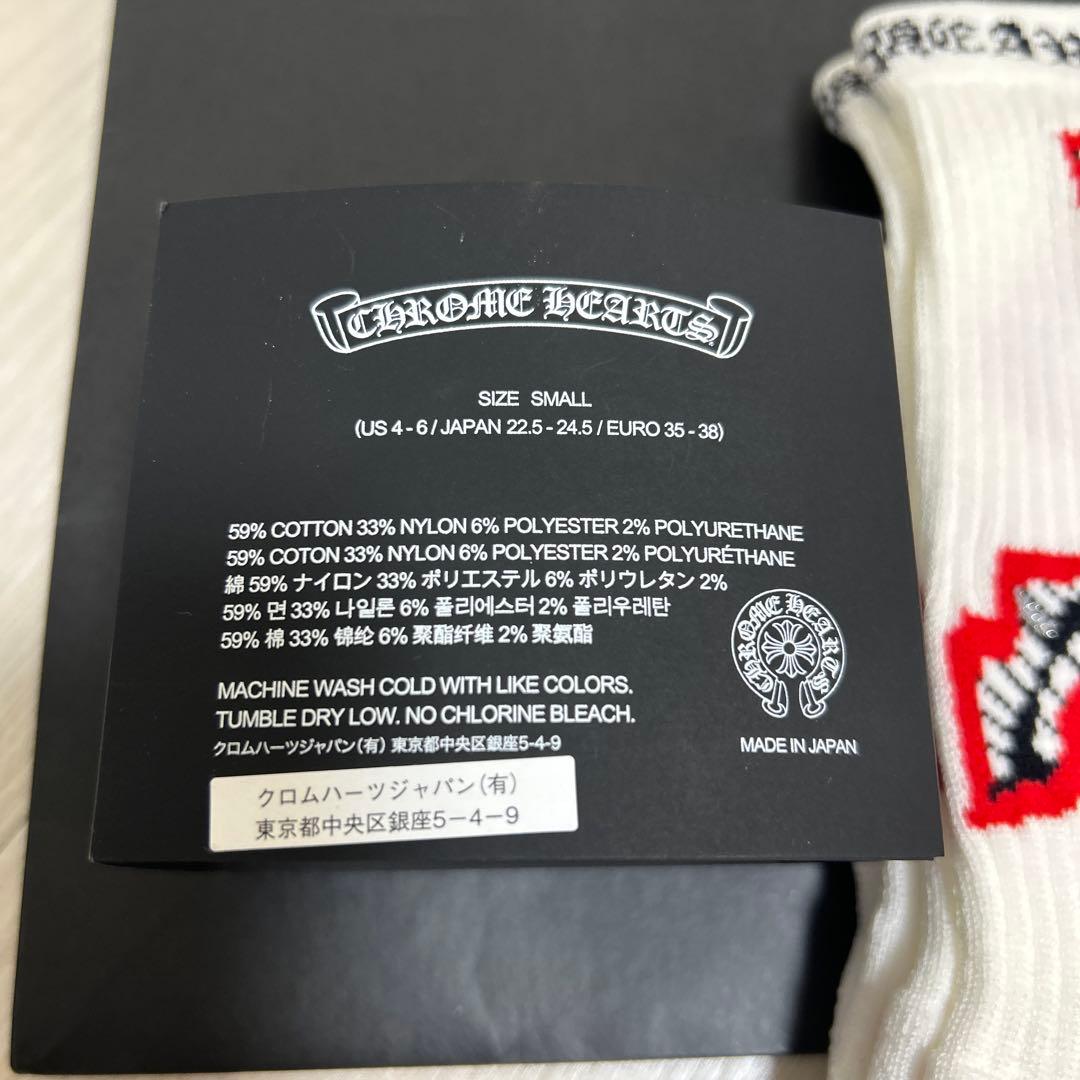 CHROME HEARTS
SIZE SMALL
(US 4-6 / JAPAN 22.5 - 24.5 / EURO 35 - 38)
59% COTTON 33% NYLON 6% POLYESTER 2% POLYURETHANE
59% COTON 33% NYLON 6% POLYESTER 2% POLYURÉTHANE
綿 59% ナイロン 33% ポリエステル 6% ポリウレタン 2%
59% 면 33% 나일론 6% 폴리에스터 2% 폴리우레탄
59% 棉 33% 锦纶 6% 聚酯纤维 2% 聚氨酯
CHROME HEARTS
MACHINE WASH COLD WITH LIKE COLORS.
TUMBLE DRY LOW. NO CHLORINE BLEACH.
クロムハーツジャパン(有) 東京都中央区銀座5-4-9
MADE IN JAPAN
クロムハーツジャパン(有)
東京都中央区銀座5-4-9